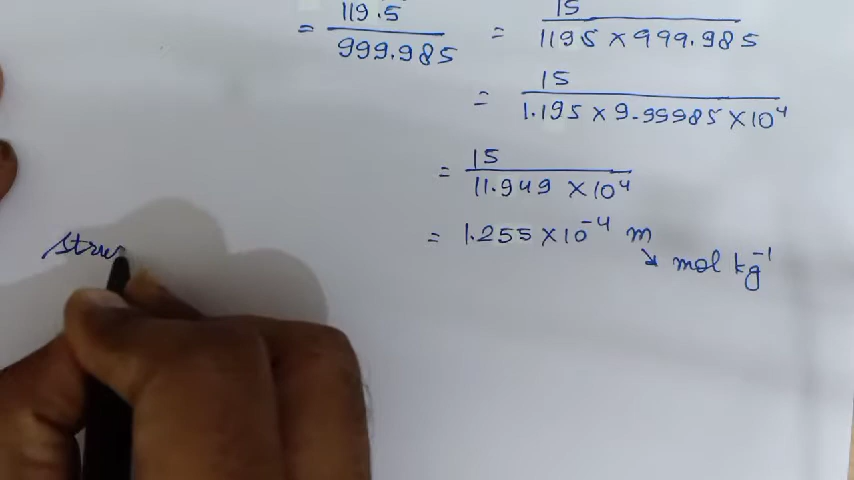 = 119.5 / 999.985 = 15 / 1195 × 999.985
= 15 / 1.195 × 9.99985 × 10⁴
= 15 / 11.949 × 10⁴
= 1.255 × 10⁻⁴ m
↘ mol kg⁻¹